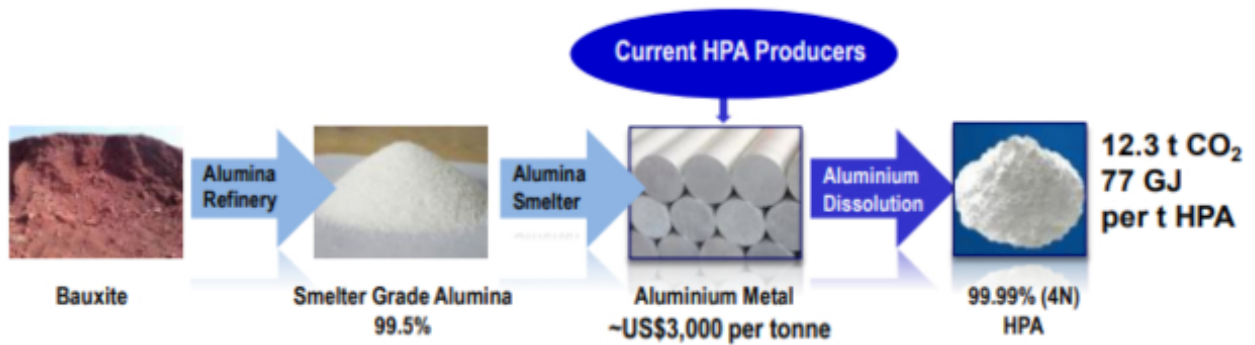 Current HPA Producers
Alumina
Refinery
Alumina
Smelter
Aluminium
Dissolution
12.3 t CO₂
77 GJ
per t HPA
Bauxite
Smelter Grade Alumina
99.5%
Aluminium Metal
~US$3,000 per tonne
99.99% (4N)
HPA